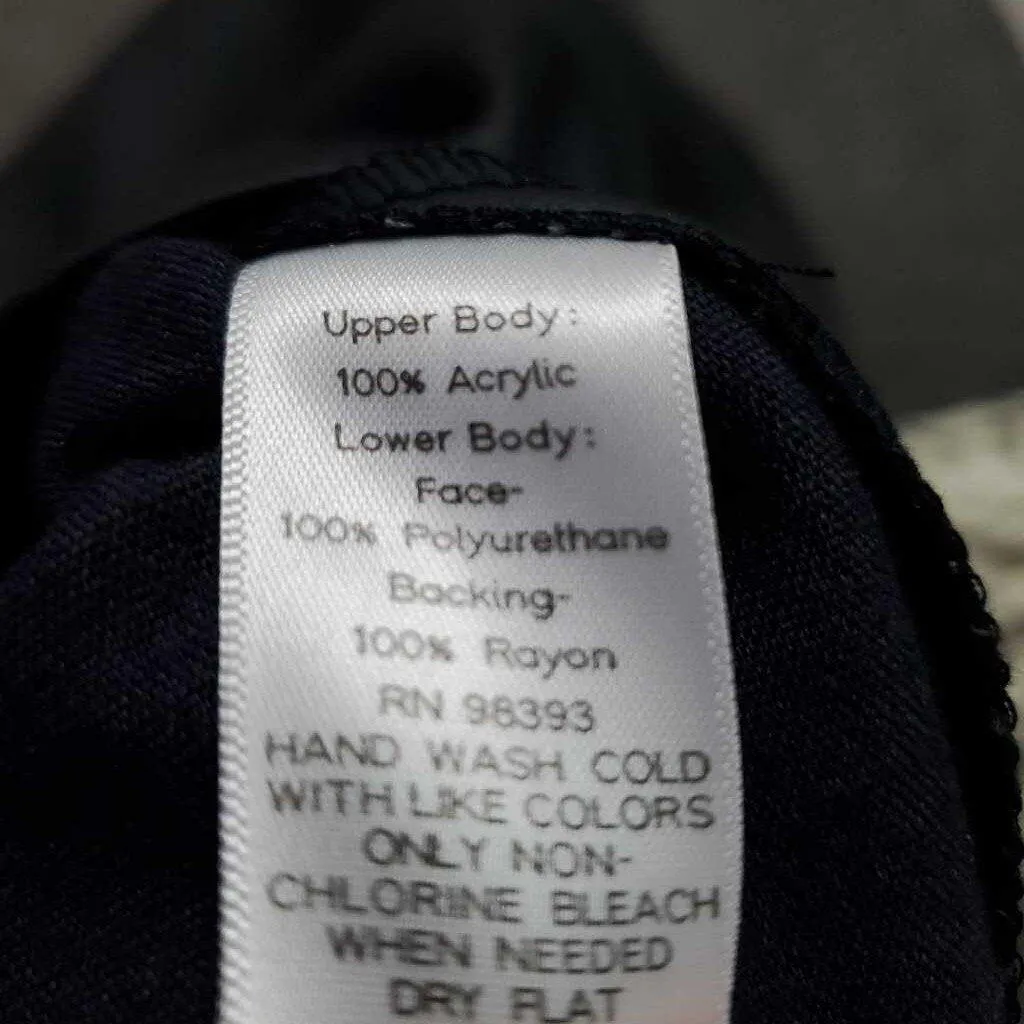 Upper Body:
100% Acrylic
Lower Body:
Face-
100% Polyurethane
Backing-
100% Rayon
RN 98393
HAND WASH COLD
WITH LIKE COLORS
ONLY NON-
CHLORINE BLEACH
WHEN NEEDED
DRY FLAT